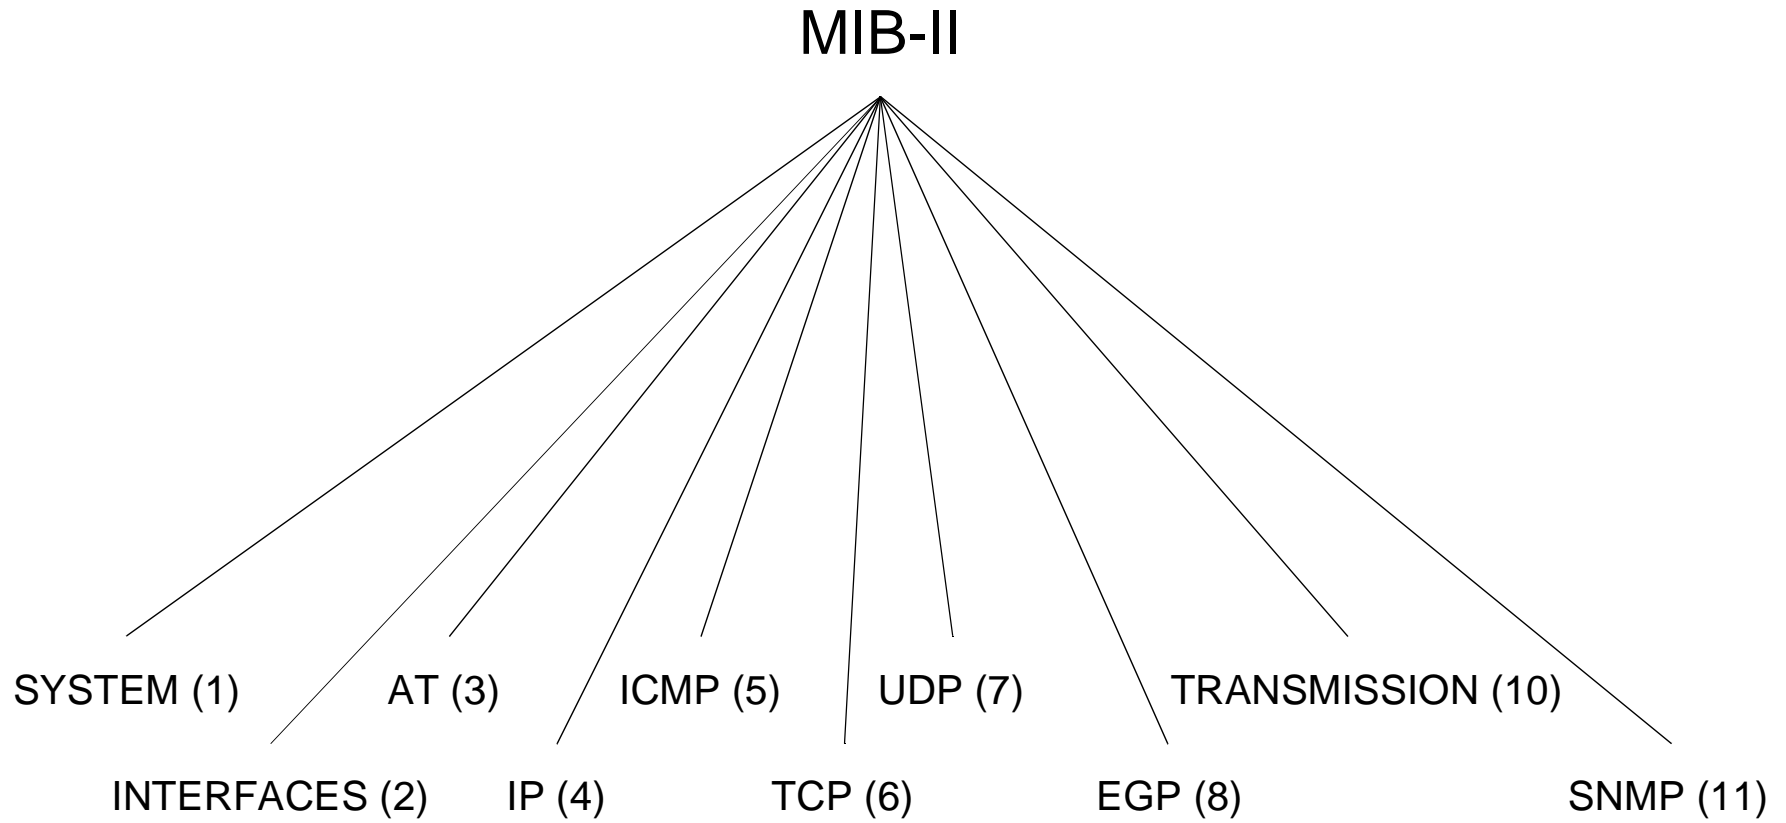 MIB-II
SYSTEM (1) AT (3) ICMP (5) UDP (7) TRANSMISSION (10)
INTERFACES (2) IP (4) TCP (6) EGP (8) SNMP (11)